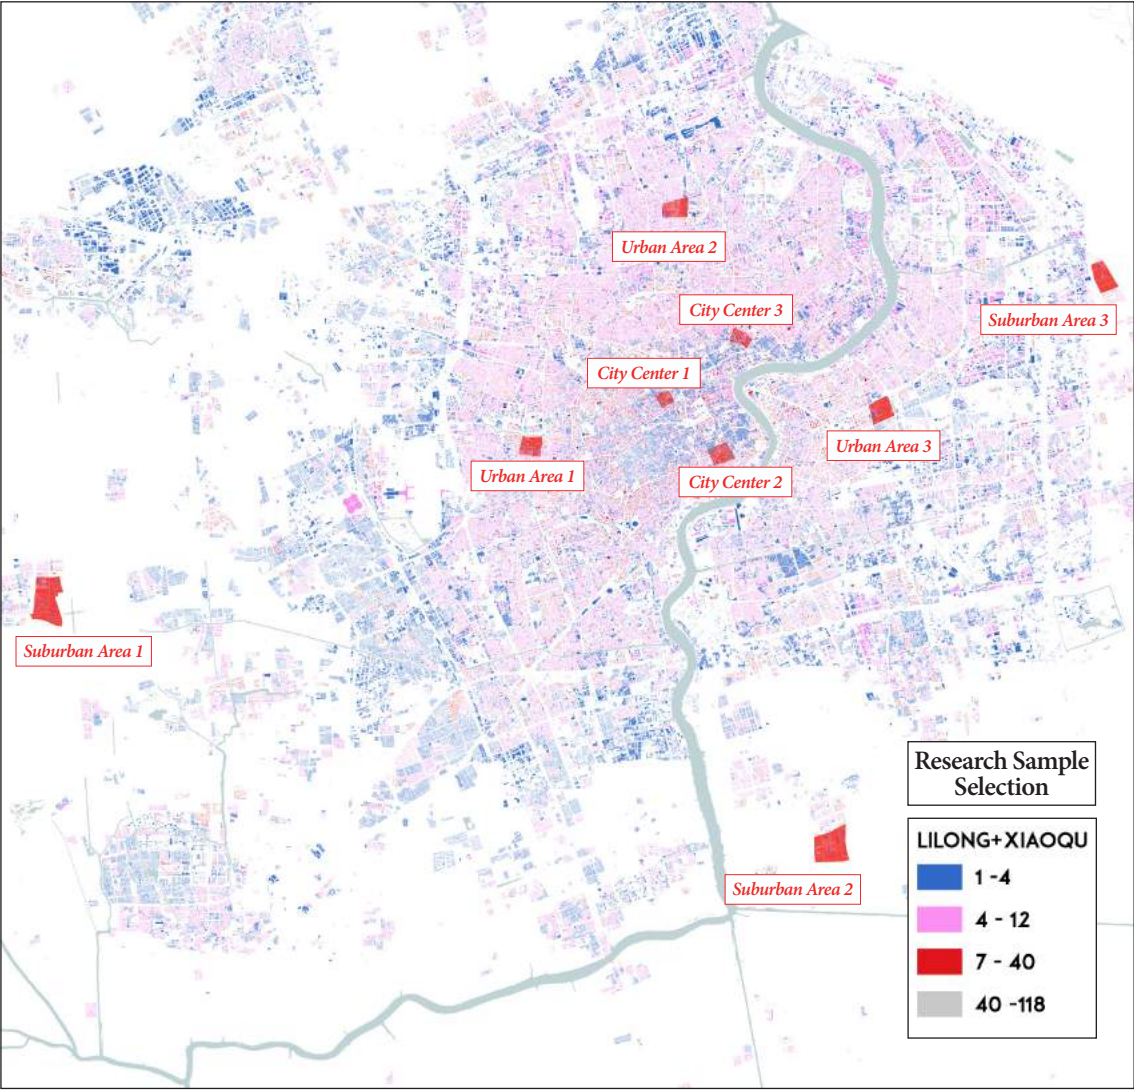 Urban Area 2
City Center 3
Suburban Area 3
City Center 1
Urban Area 3
Urban Area 1
City Center 2
Suburban Area 1
Suburban Area 2
Research Sample
Selection
LILONG+XIAOQU
1 -4
4 - 12
7 - 40
40 -118